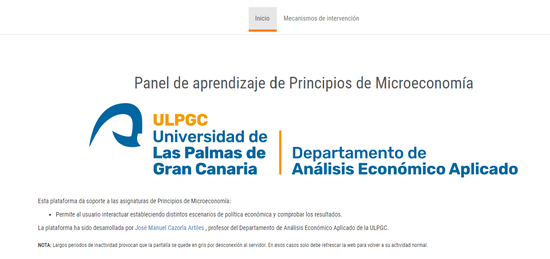 Inicio Mecanismos de intervención
Panel de aprendizaje de Principios de Microeconomía
ULPGC
Universidad de
Las Palmas de
Gran Canaria
Departamento de
Análisis Económico Aplicado
Esta plataforma da soporte a las asignaturas de Principios de Microeconomía:
• Permite al usuario interactuar estableciendo distintos escenarios de política económica y comprobar los resultados.
La plataforma ha sido desarrollada por José Manuel Cazorla Artiles , profesor del Departamento de Análisis Económico Aplicado de la ULPGC.
NOTA: Largos periodos de inactividad provocan que la pantalla se quede en gris por desconexión al servidor. En esos casos solo debe refrescar la web para volver a su actividad normal.